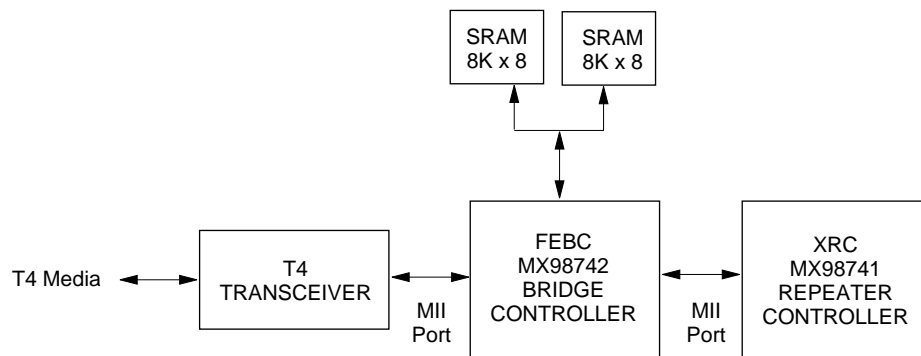 SRAM
8K x 8
SRAM
8K x 8
T4 Media
T4
TRANSCEIVER
MII
Port
FEBC
MX98742
BRIDGE
CONTROLLER
MII
Port
XRC
MX98741
REPEATER
CONTROLLER